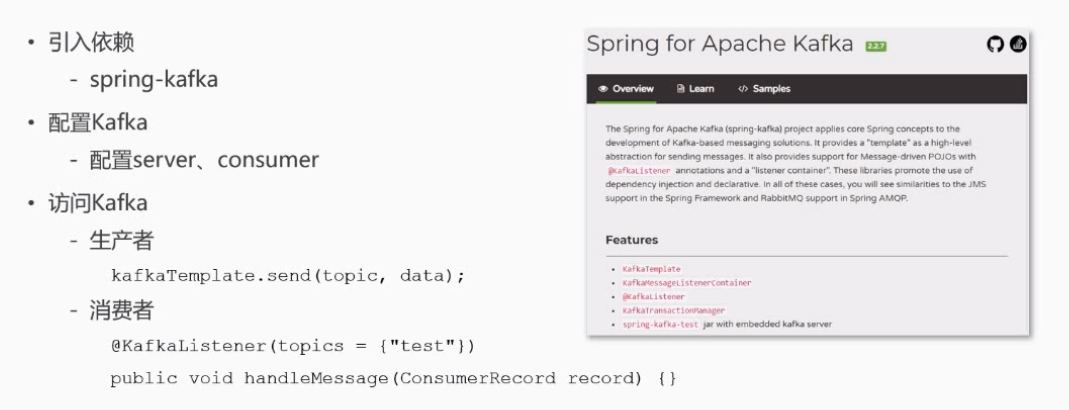 • 引入依赖
- spring-kafka
• 配置Kafka
- 配置server、consumer
• 访问Kafka
- 生产者
kafkaTemplate.send(topic, data);
- 消费者
@KafkaListener(topics = {"test"})
public void handleMessage(ConsumerRecord record) {}
Spring for Apache Kafka 2.2.7
Overview Learn Samples
The Spring for Apache Kafka (spring-kafka) project applies core Spring concepts to the
development of Kafka-based messaging solutions. It provides a "template" as a high-level
abstraction for sending messages. It also provides support for Message-driven POJOs with
@KafkaListener annotations and a "listener container". These libraries promote the use of
dependency injection and declarative. In all of these cases, you will see similarities to the JMS
support in the Spring Framework and RabbitMQ support in Spring AMQP.
Features
• KafkaTemplate
• KafkaMessageListenerContainer
• @KafkaListener
• KafkaTransactionManager
• spring-kafka-test jar with embedded kafka server